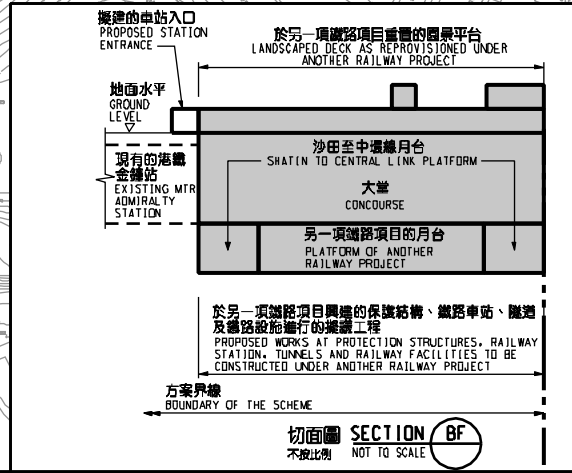 擬建的車站入口
PROPOSED STATION
ENTRANCE
於另一項鐵路項目重置的園景平台
LANDSCAPED DECK AS REPROVISIONED UNDER
ANOTHER RAILWAY PROJECT
地面水平
GROUND
LEVEL
現有的港鐵
金鐘站
EXISTING MTR
ADMIRALTY
STATION
沙田至中環線月台
SHATIN TO CENTRAL LINK PLATFORM
大堂
CONCOURSE
另一項鐵路項目的月台
PLATFORM OF ANOTHER
RAILWAY PROJECT
於另一項鐵路項目興建的保護結構、鐵路車站、隧道
及鐵路設施進行的擬議工程
PROPOSED WORKS AT PROTECTION STRUCTURES, RAILWAY
STATION, TUNNELS AND RAILWAY FACILITIES TO BE
CONSTRUCTED UNDER ANOTHER RAILWAY PROJECT
方案界線
BOUNDARY OF THE SCHEME
切面圖 SECTION BF
不按比例 NOT TO SCALE